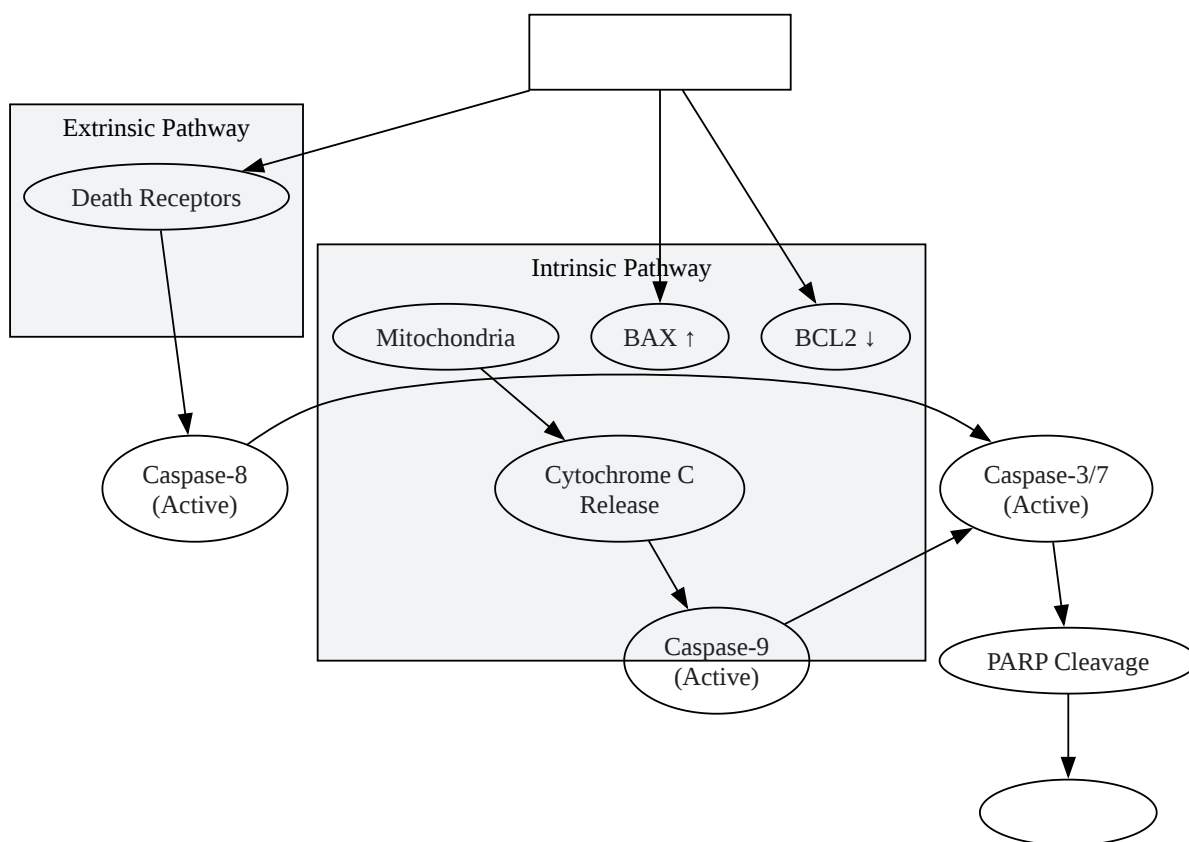 Extrinsic Pathway
Death Receptors
Intrinsic Pathway
Mitochondria
BAX ↑
BCL2 ↓
Caspase-8
(Active)
Cytochrome C
Release
Caspase-3/7
(Active)
Caspase-9
(Active)
PARP Cleavage